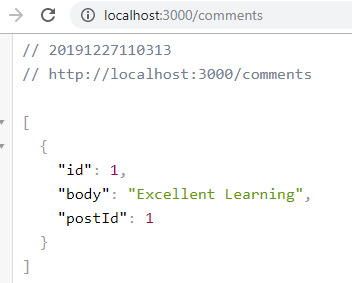 localhost:3000/comments
// 20191227110313
// http://localhost:3000/comments
[
{
"id": 1,
"body": "Excellent Learning",
"postId": 1
}
]